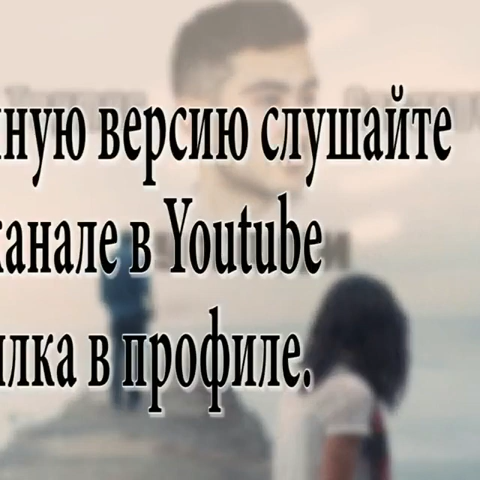 ную версию слушайте
канале в Youtube
лка в профиле.